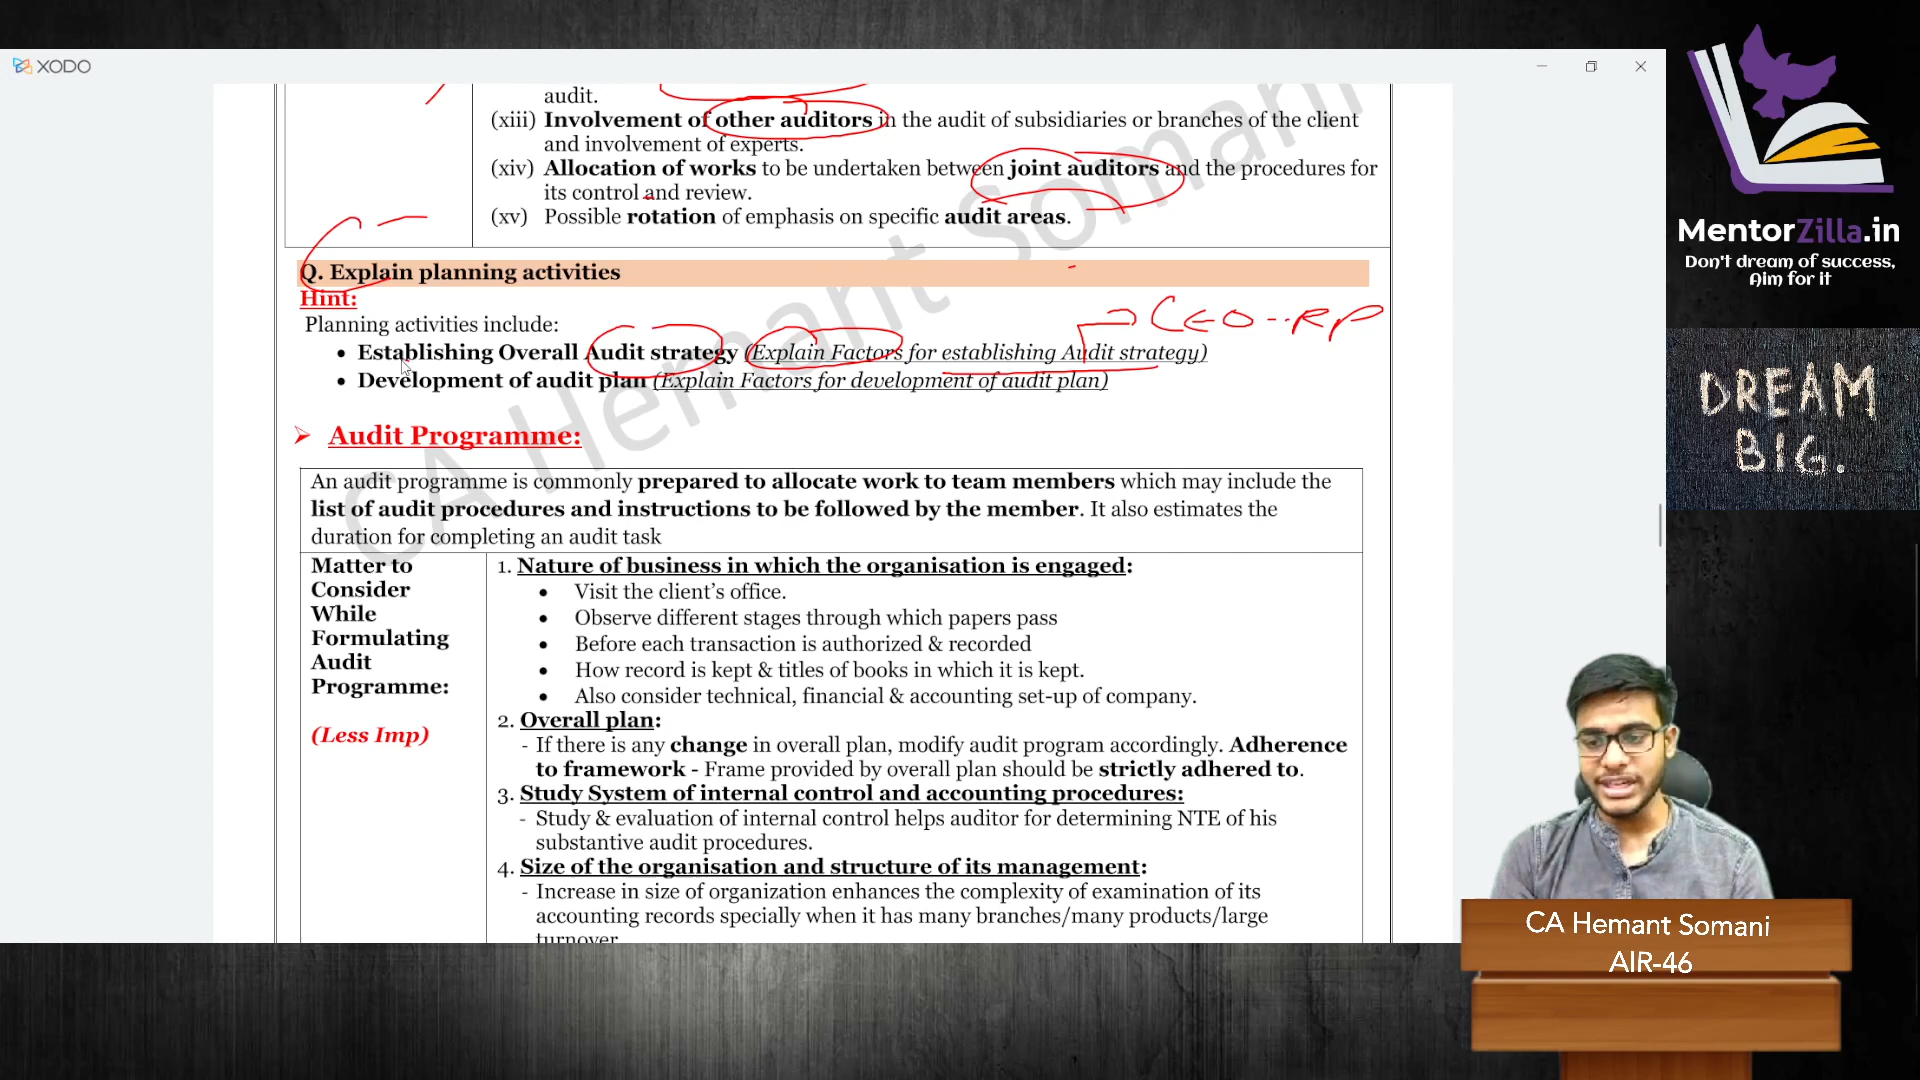 XODO
audit.
(xiii) Involvement of other auditors in the audit of subsidiaries or branches of the client
and involvement of experts.
(xiv) Allocation of works to be undertaken between joint auditors and the procedures for
its control and review.
(xv) Possible rotation of emphasis on specific audit areas.
Q. Explain planning activities
Hint:
Planning activities include:
• Establishing Overall Audit strategy (Explain Factors for establishing Audit strategy)
• Development of audit plan (Explain Factors for development of audit plan)
CEO--RP
➢ Audit Programme:
An audit programme is commonly prepared to allocate work to team members which may include the
list of audit procedures and instructions to be followed by the member. It also estimates the
duration for completing an audit task
Matter to
Consider
While
Formulating
Audit
Programme:
(Less Imp)
1. Nature of business in which the organisation is engaged:
• Visit the client's office.
• Observe different stages through which papers pass
• Before each transaction is authorized & recorded
• How record is kept & titles of books in which it is kept.
• Also consider technical, financial & accounting set-up of company.
2. Overall plan:
- If there is any change in overall plan, modify audit program accordingly. Adherence
to framework - Frame provided by overall plan should be strictly adhered to.
3. Study System of internal control and accounting procedures:
- Study & evaluation of internal control helps auditor for determining NTE of his
substantive audit procedures.
4. Size of the organisation and structure of its management:
- Increase in size of organization enhances the complexity of examination of its
accounting records specially when it has many branches/many products/large
turnover
CA Hemant Somani
MentorZilla.in
Don't dream of success,
Aim for it
DREAM
BIG.
CA Hemant Somani
AIR-46